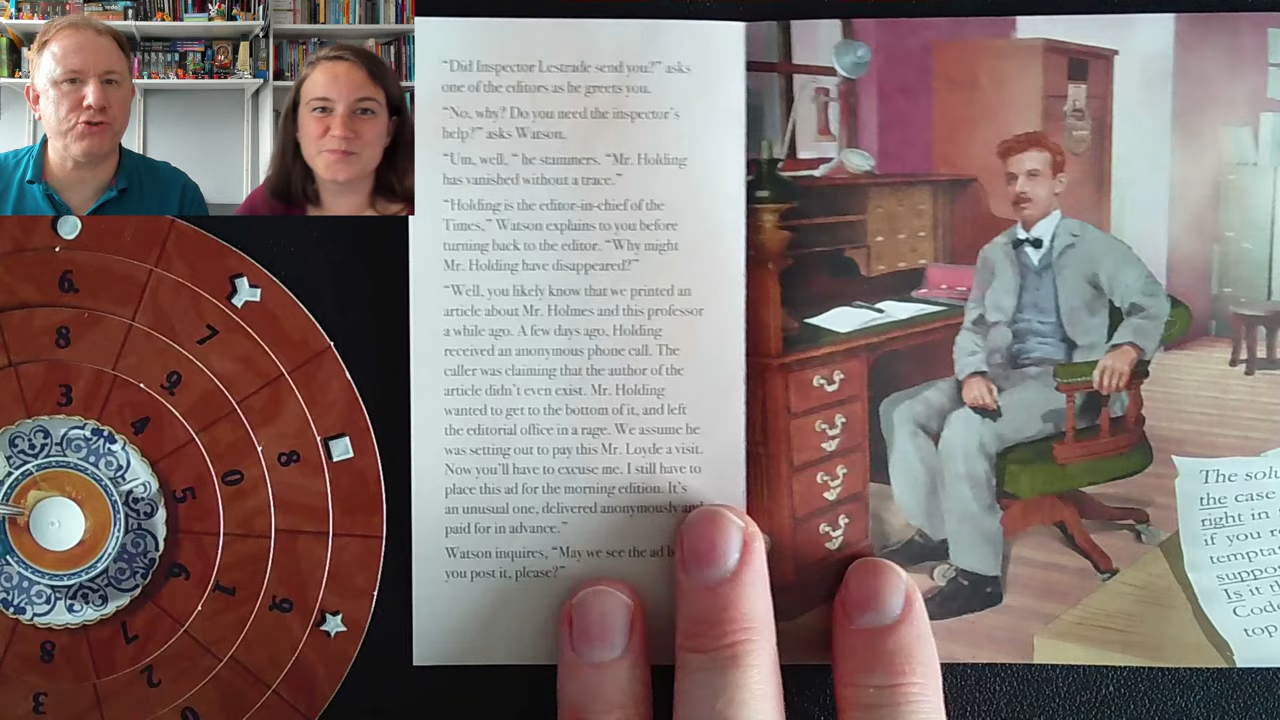 "Did Inspector Lestrade send you?" asks
one of the editors as he greets you.
"No, why? Do you need the inspector's
help?" asks Watson.
"Um, well, " he stammers. "Mr. Holding
has vanished without a trace."
"Holding is the editor-in-chief of the
Times," Watson explains to you before
turning back to the editor. "Why might
Mr. Holding have disappeared?"
"Well, you likely know that we printed an
article about Mr. Holmes and this professor
a while ago. A few days ago, Holding
received an anonymous phone call. The
caller was claiming that the author of the
article didn't even exist. Mr. Holding
wanted to get to the bottom of it, and left
the editorial office in a rage. We assume he
was setting out to pay this Mr. Loyde a visit.
Now you'll have to excuse me. I still have to
place this ad for the morning edition. It's
an unusual one, delivered anonymously and
paid for in advance."
Watson inquires, "May we see the ad b
you post it, please?"
The solu
the case
right in
if you r
tempta
suppos
Is it t
Code
top
6.
8
3
7
9
4
8
0
5
9
1
6
7
2
8
3